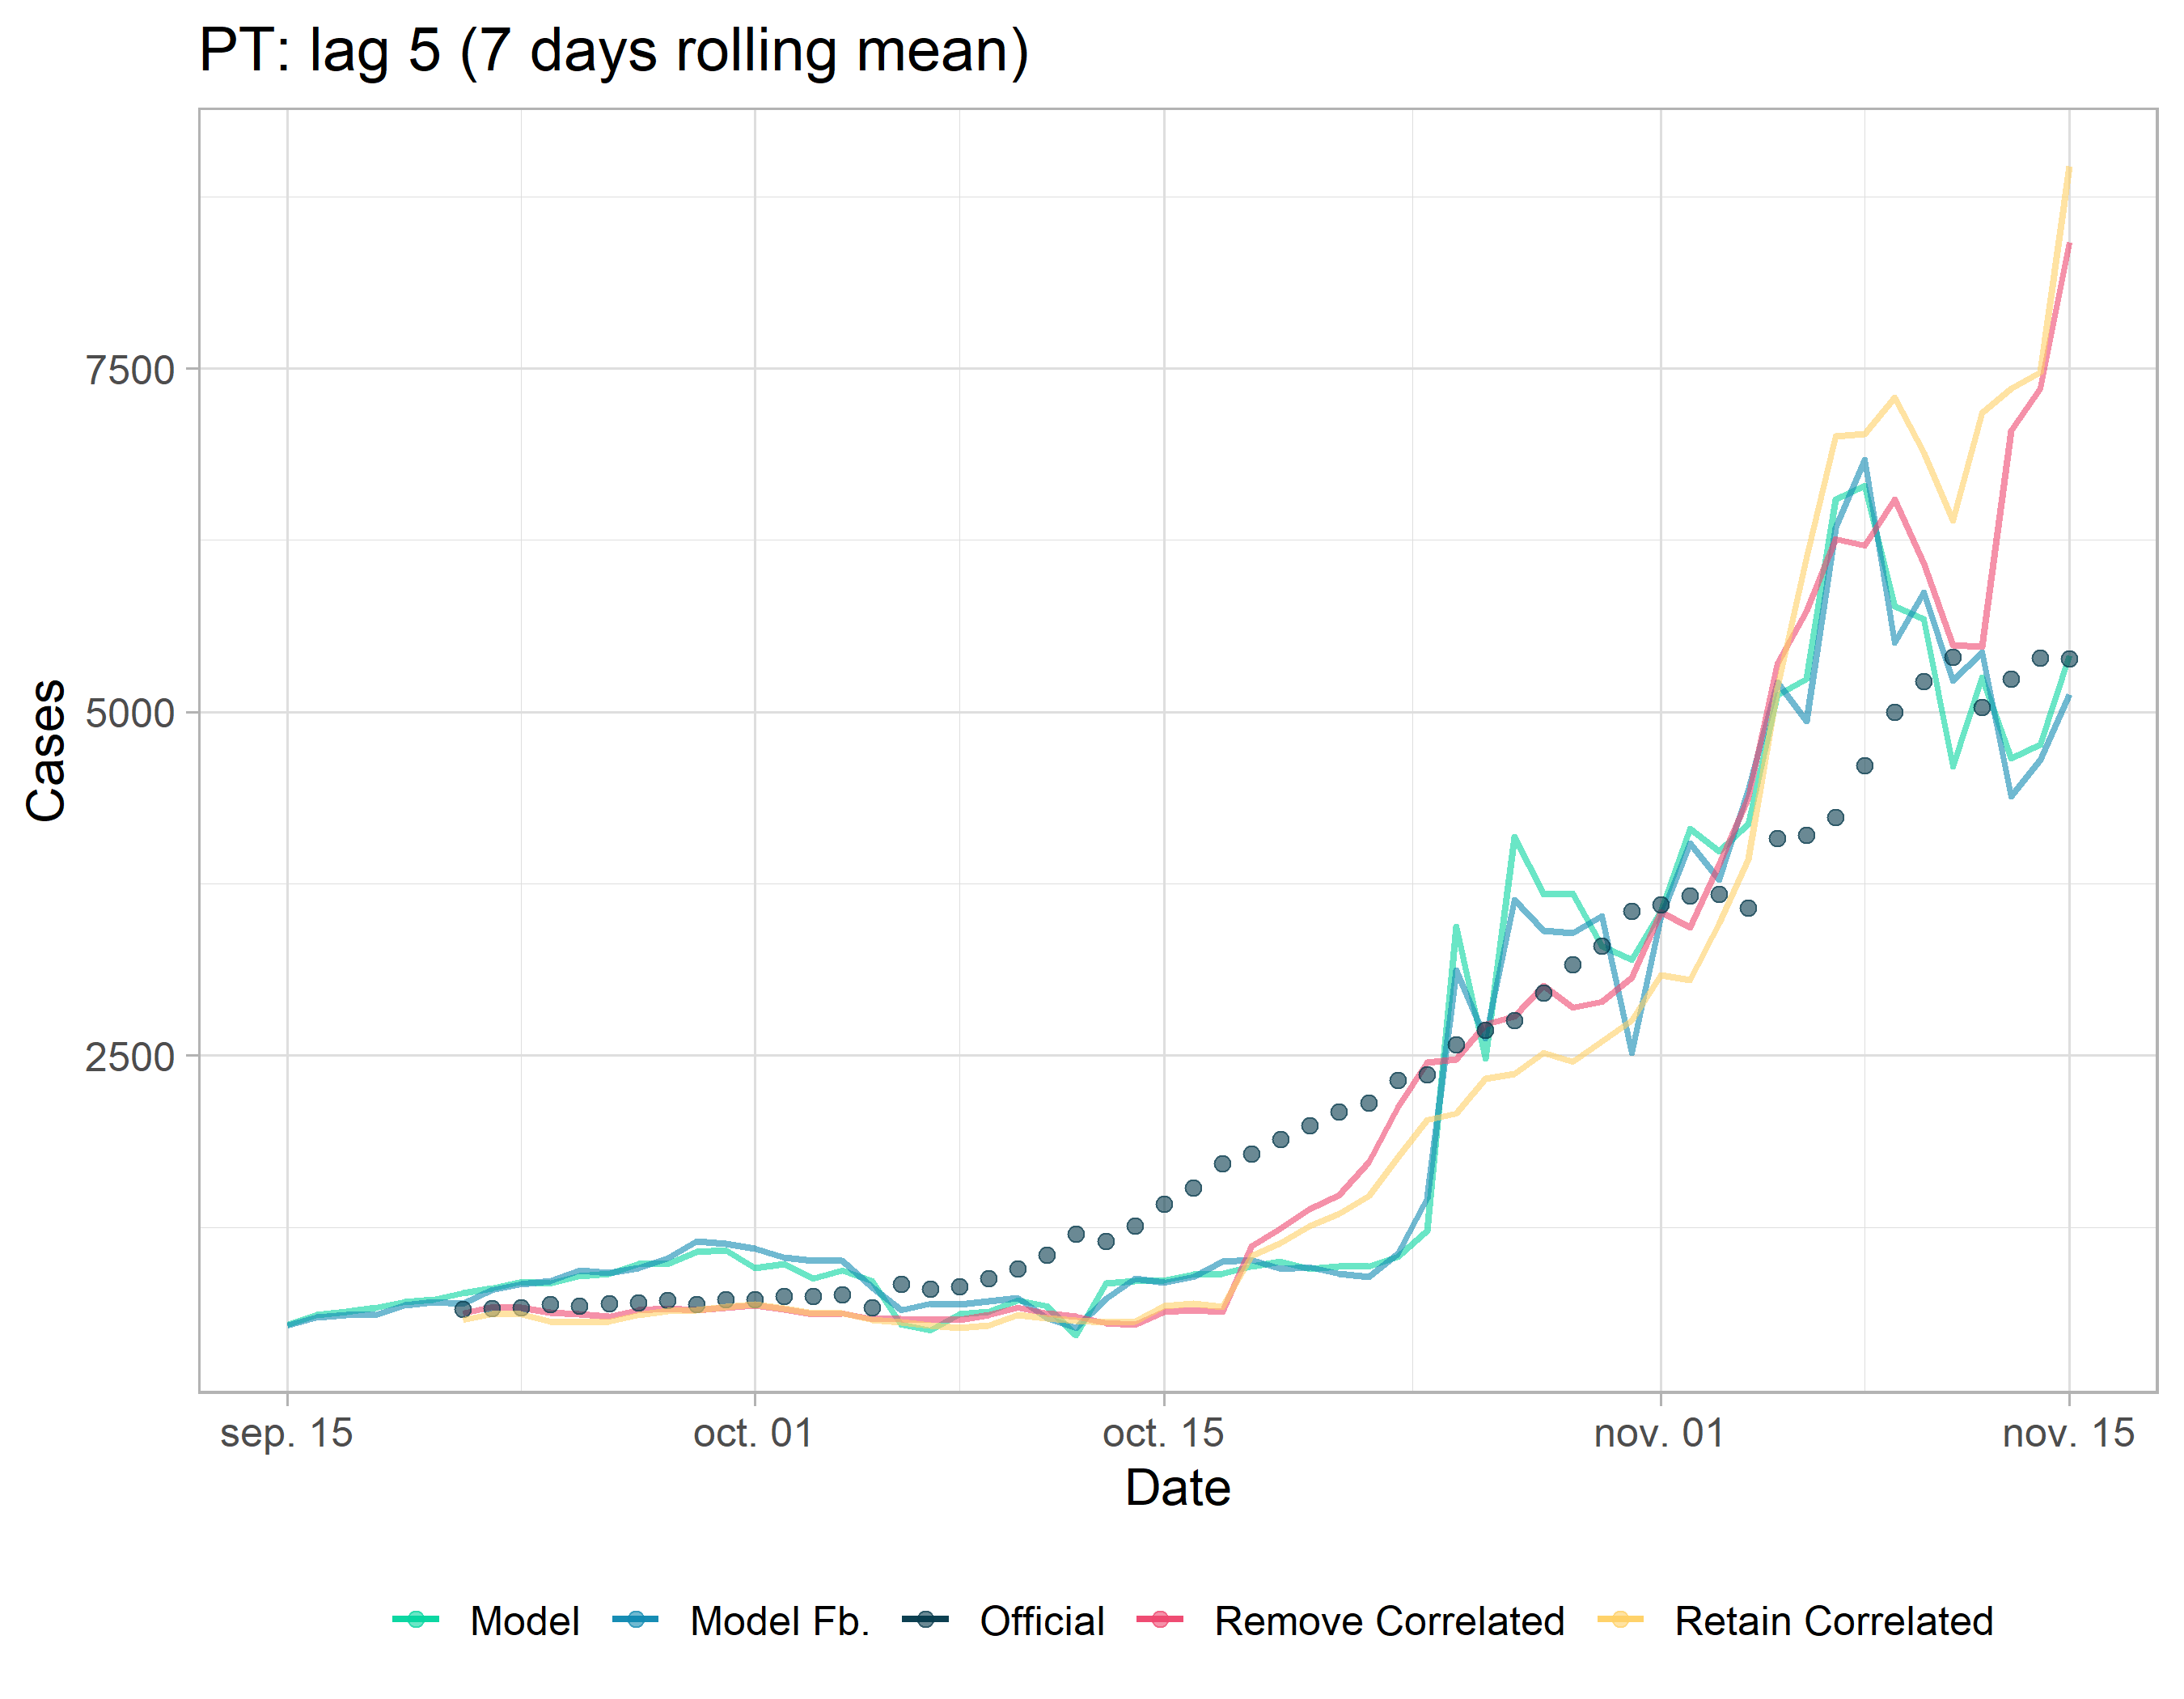 PT: lag 5 (7 days rolling mean)
Cases
7500
5000
2500
sep. 15 oct. 01 oct. 15 nov. 01 nov. 15
Date
Model Model Fb. Official Remove Correlated Retain Correlated